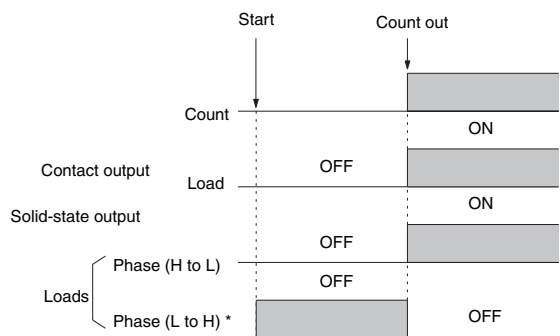 Start
Count out
Count
ON
Contact output
OFF
Load
ON
Solid-state output
OFF
Phase (H to L)
OFF
Loads
Phase (L to H) *
OFF